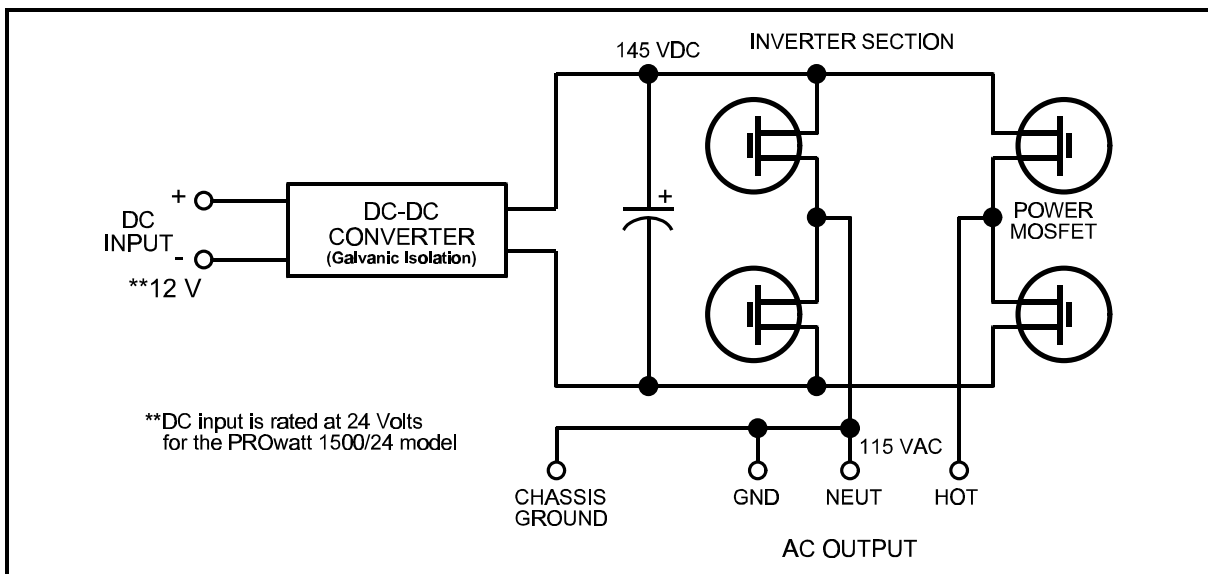 145 VDC
INVERTER SECTION
+
DC
INPUT
-
**12 V
DC-DC
CONVERTER
(Galvanic Isolation)
+
POWER
MOSFET
**DC input is rated at 24 Volts
for the PROwatt 1500/24 model
115 VAC
CHASSIS
GROUND
GND
NEUT
HOT
AC OUTPUT